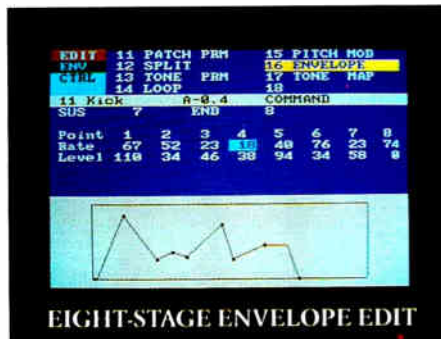 EDIT 11 PATCH PRM 15 PITCH MOD
ENV 12 SPLIT 16 ENVELOPE
CTRL 13 TONE PRM 17 TONE MAP
14 LOOP 18
11 Kick A-0.4 COMMAND
SUS 7 END 8
Point 1 2 3 4 5 6 7 8
Rate 67 52 23 18 40 76 23 74
Level 110 34 46 38 94 34 58 0
EIGHT-STAGE ENVELOPE EDIT